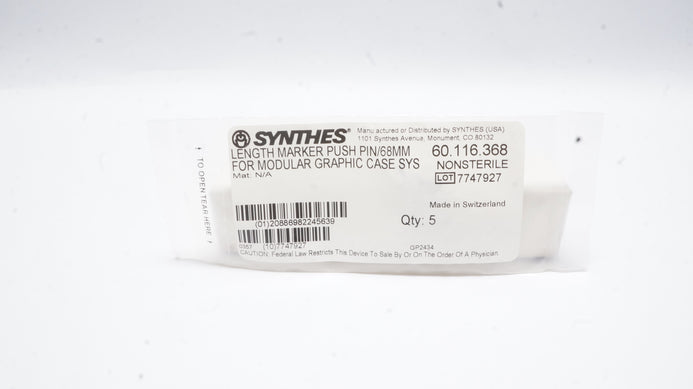 SYNTHES®
Manu actured or Distributed by SYNTHES (USA)
1101 Synthes Avenue, Monument, CO 80132
LENGTH MARKER PUSH PIN/68MM
FOR MODULAR GRAPHIC CASE SYS
Mat: N/A
60.116.368
NONSTERILE
LOT 7747927
Made in Switzerland
Qty: 5
(01)20886982245639
0357 (10)7747927
GP2434
CAUTION: Federal Law Restricts This Device To Sale By Or On The Order Of A Physician
TO OPEN TEAR HERE